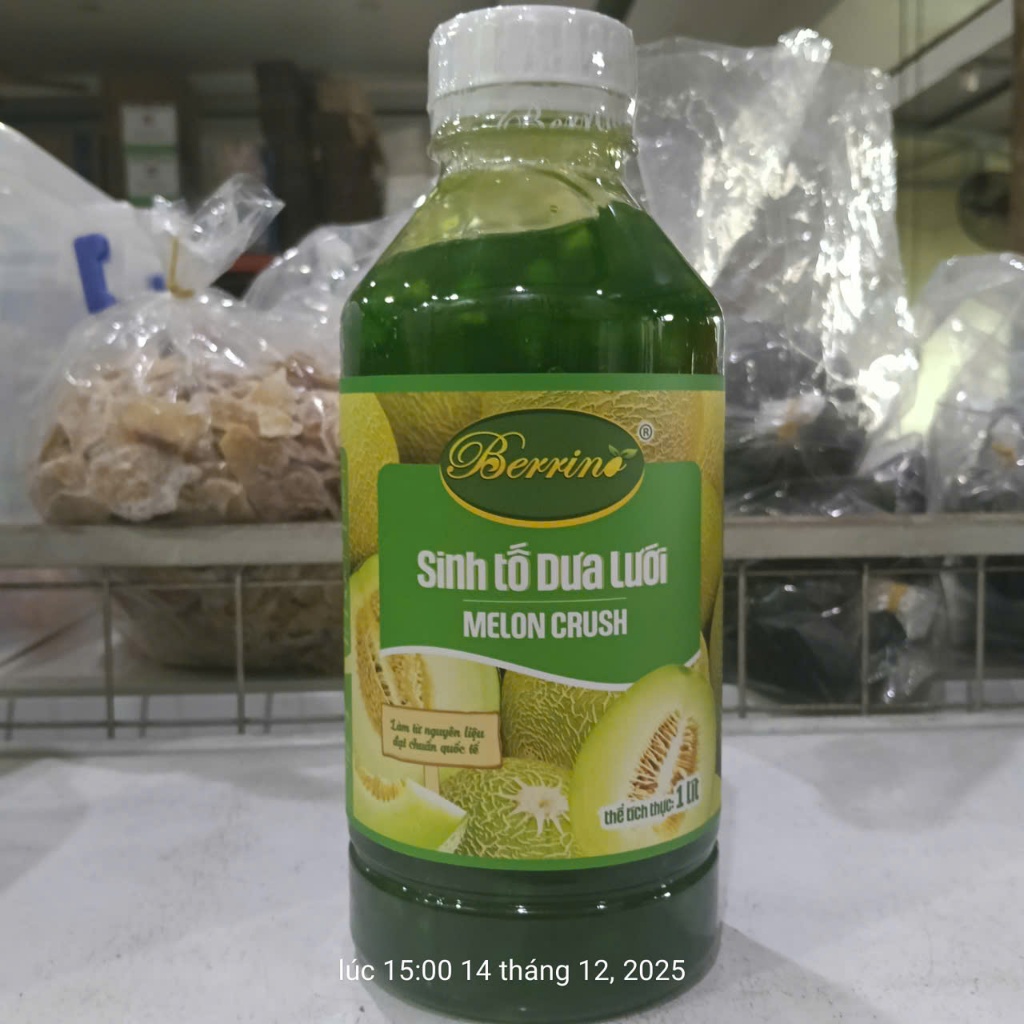 Berrino
®
Sinh tố Dưa Lưới
MELON CRUSH
Làm từ nguyên liệu
đạt chuẩn quốc tế
thể tích thực: 1 lít
lúc 15:00 14 tháng 12, 2025